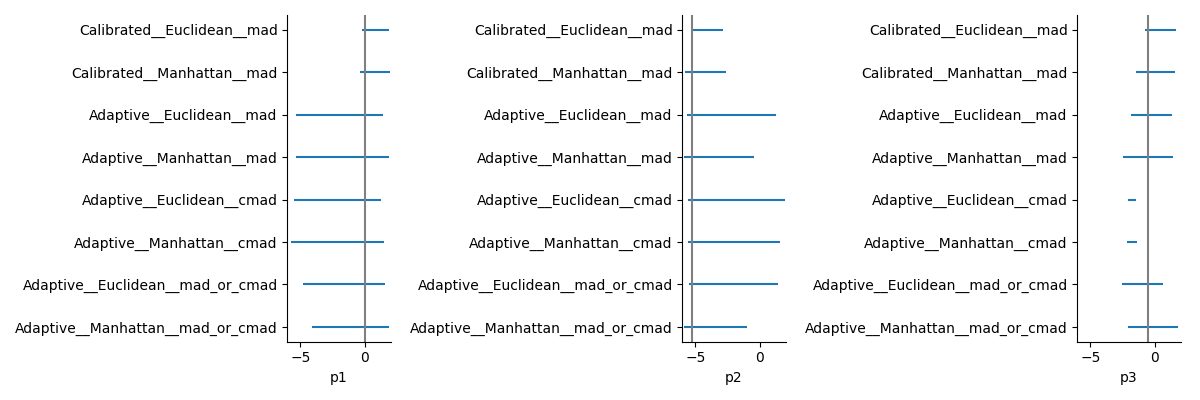 Calibrated__Euclidean__mad
Calibrated__Manhattan__mad
Adaptive__Euclidean__mad
Adaptive__Manhattan__mad
Adaptive__Euclidean__cmad
Adaptive__Manhattan__cmad
Adaptive__Euclidean__mad_or_cmad
Adaptive__Manhattan__mad_or_cmad
−5 0
p1
Calibrated__Euclidean__mad
Calibrated__Manhattan__mad
Adaptive__Euclidean__mad
Adaptive__Manhattan__mad
Adaptive__Euclidean__cmad
Adaptive__Manhattan__cmad
Adaptive__Euclidean__mad_or_cmad
Adaptive__Manhattan__mad_or_cmad
−5 0
p2
Calibrated__Euclidean__mad
Calibrated__Manhattan__mad
Adaptive__Euclidean__mad
Adaptive__Manhattan__mad
Adaptive__Euclidean__cmad
Adaptive__Manhattan__cmad
Adaptive__Euclidean__mad_or_cmad
Adaptive__Manhattan__mad_or_cmad
−5 0
p3